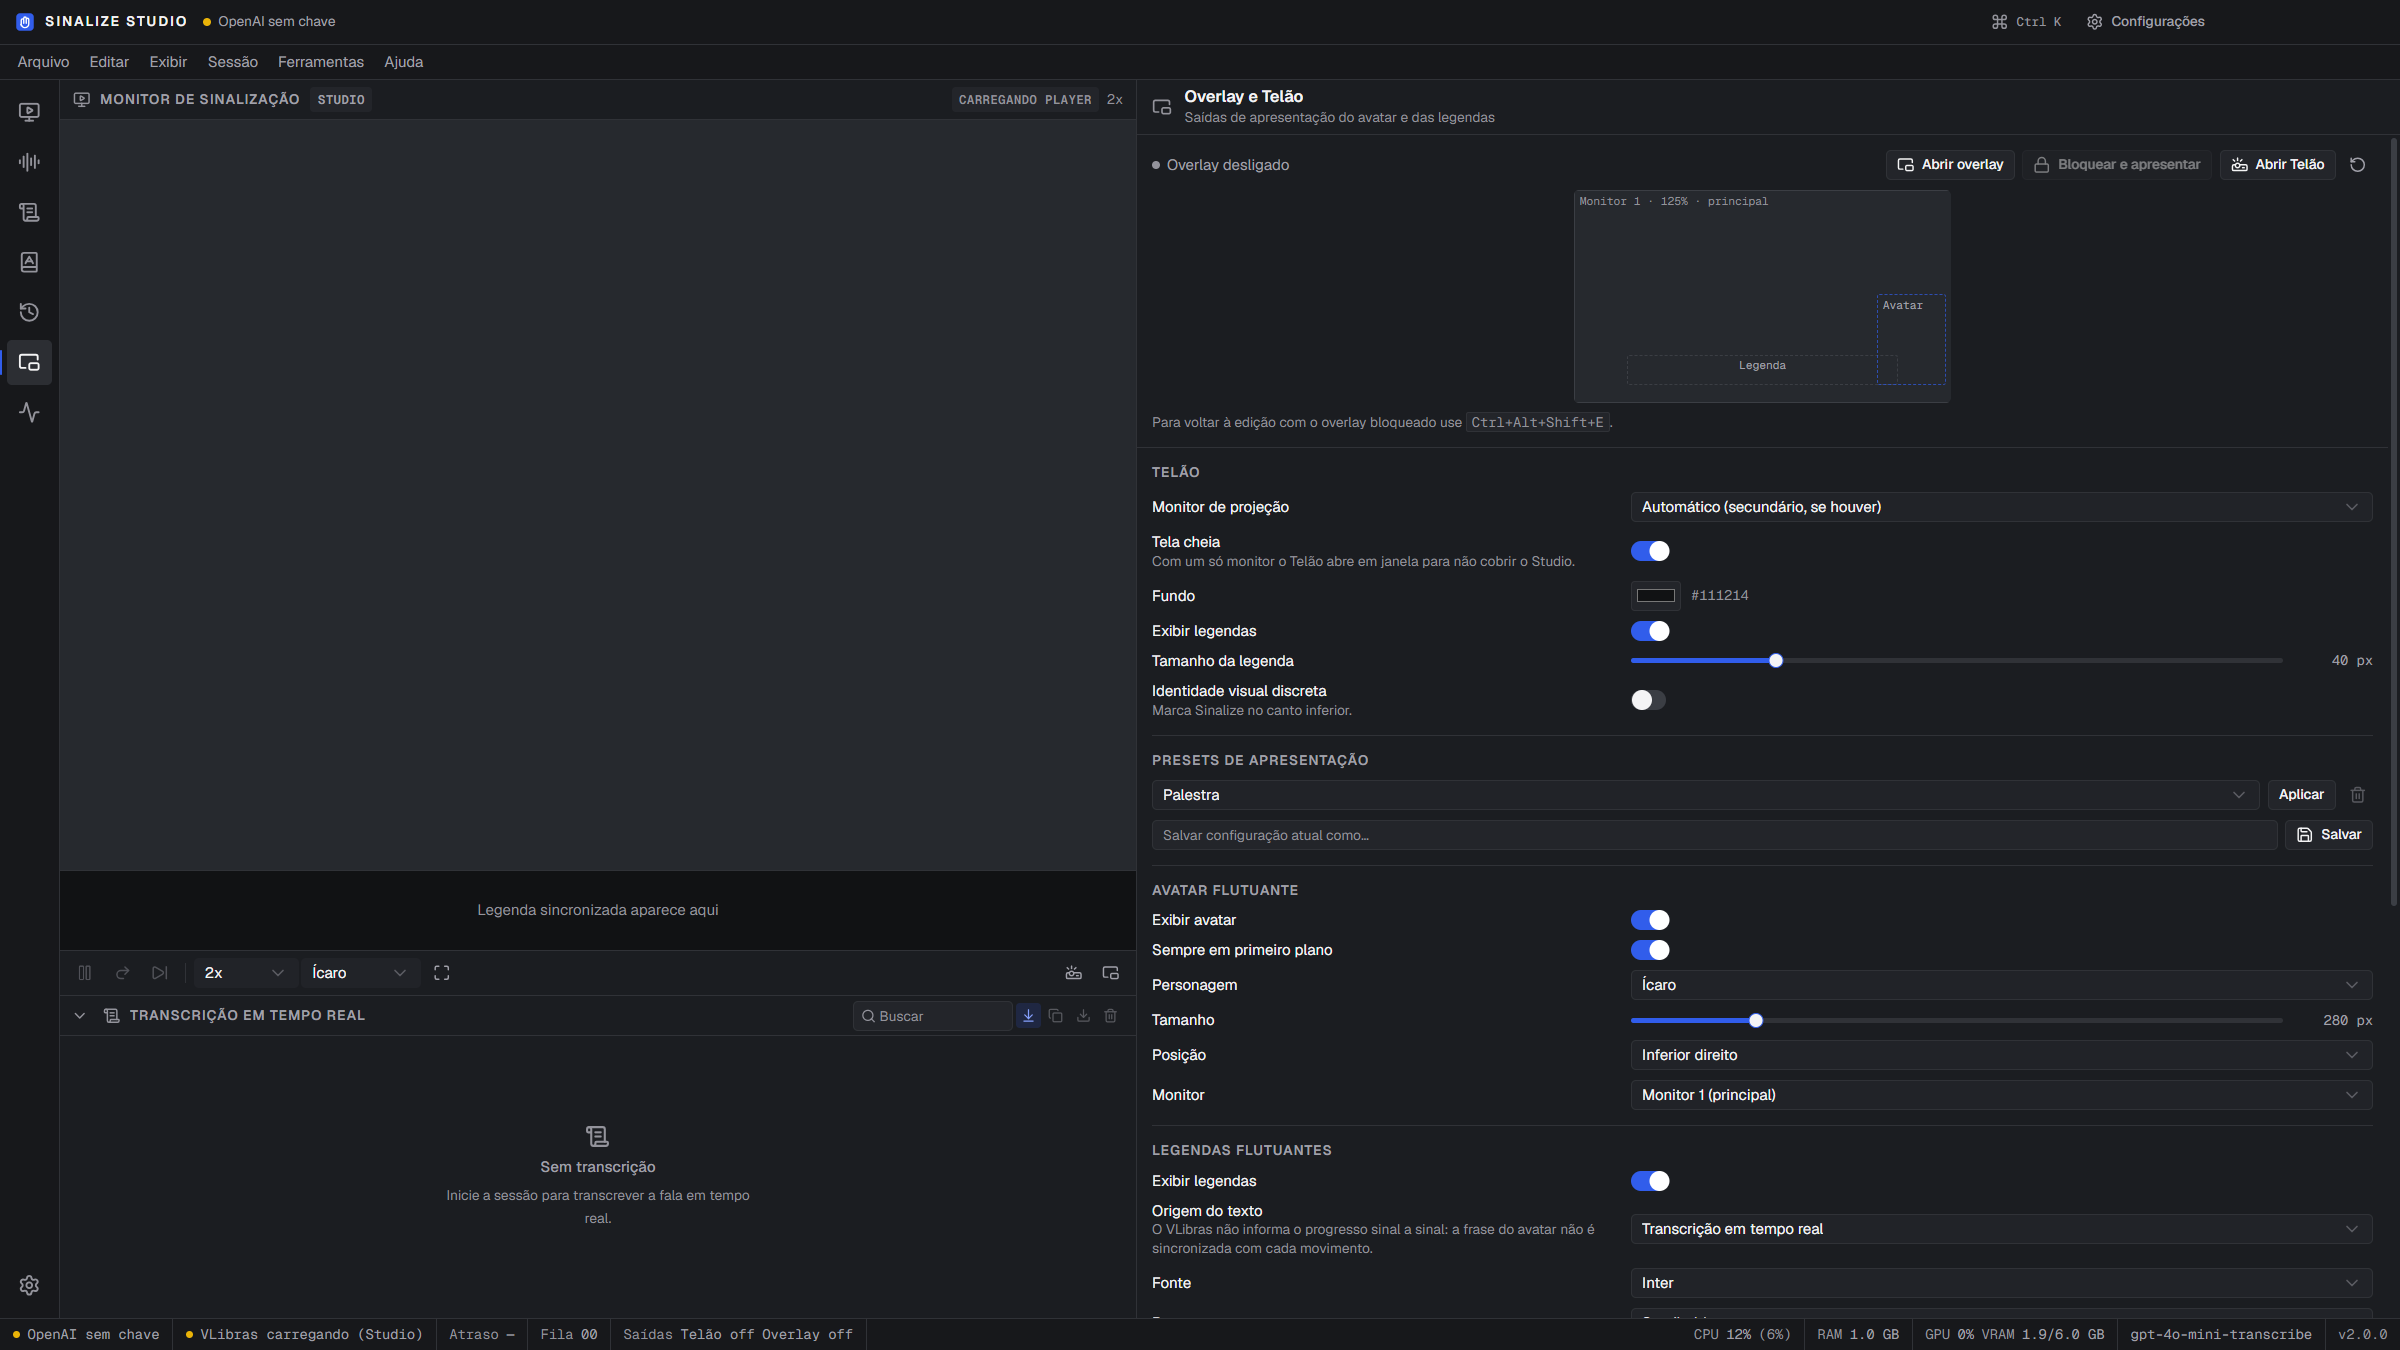 SINALIZE STUDIO
OpenAI sem chave
Ctrl K
Configurações
Arquivo
Editar
Exibir
Sessão
Ferramentas
Ajuda
MONITOR DE SINALIZAÇÃO
STUDIO
CARREGANDO PLAYER
2x
Legenda sincronizada aparece aqui
2x
Ícaro
TRANSCRIÇÃO EM TEMPO REAL
Buscar
Sem transcrição
Inicie a sessão para transcrever a fala em tempo
real.
Overlay e Telão
Saídas de apresentação do avatar e das legendas
Overlay desligado
Abrir overlay
Bloquear e apresentar
Abrir Telão
Monitor 1 · 125% · principal
Avatar
Legenda
Para voltar à edição com o overlay bloqueado use Ctrl+Alt+Shift+E.
TELÃO
Monitor de projeção
Automático (secundário, se houver)
Tela cheia
Com um só monitor o Telão abre em janela para não cobrir o Studio.
Fundo
#111214
Exibir legendas
Tamanho da legenda
40 px
Identidade visual discreta
Marca Sinalize no canto inferior.
PRESETS DE APRESENTAÇÃO
Palestra
Aplicar
Salvar configuração atual como…
Salvar
AVATAR FLUTUANTE
Exibir avatar
Sempre em primeiro plano
Personagem
Ícaro
Tamanho
280 px
Posição
Inferior direito
Monitor
Monitor 1 (principal)
LEGENDAS FLUTUANTES
Exibir legendas
Origem do texto
O VLibras não informa o progresso sinal a sinal: a frase do avatar não é
sincronizada com cada movimento.
Transcrição em tempo real
Fonte
Inter
OpenAI sem chave
VLibras carregando (Studio)
Atraso —
Fila 00
Saídas Telão off Overlay off
CPU 12% (6%)
RAM 1.0 GB
GPU 0% VRAM 1.9/6.0 GB
gpt-4o-mini-transcribe
v2.0.0